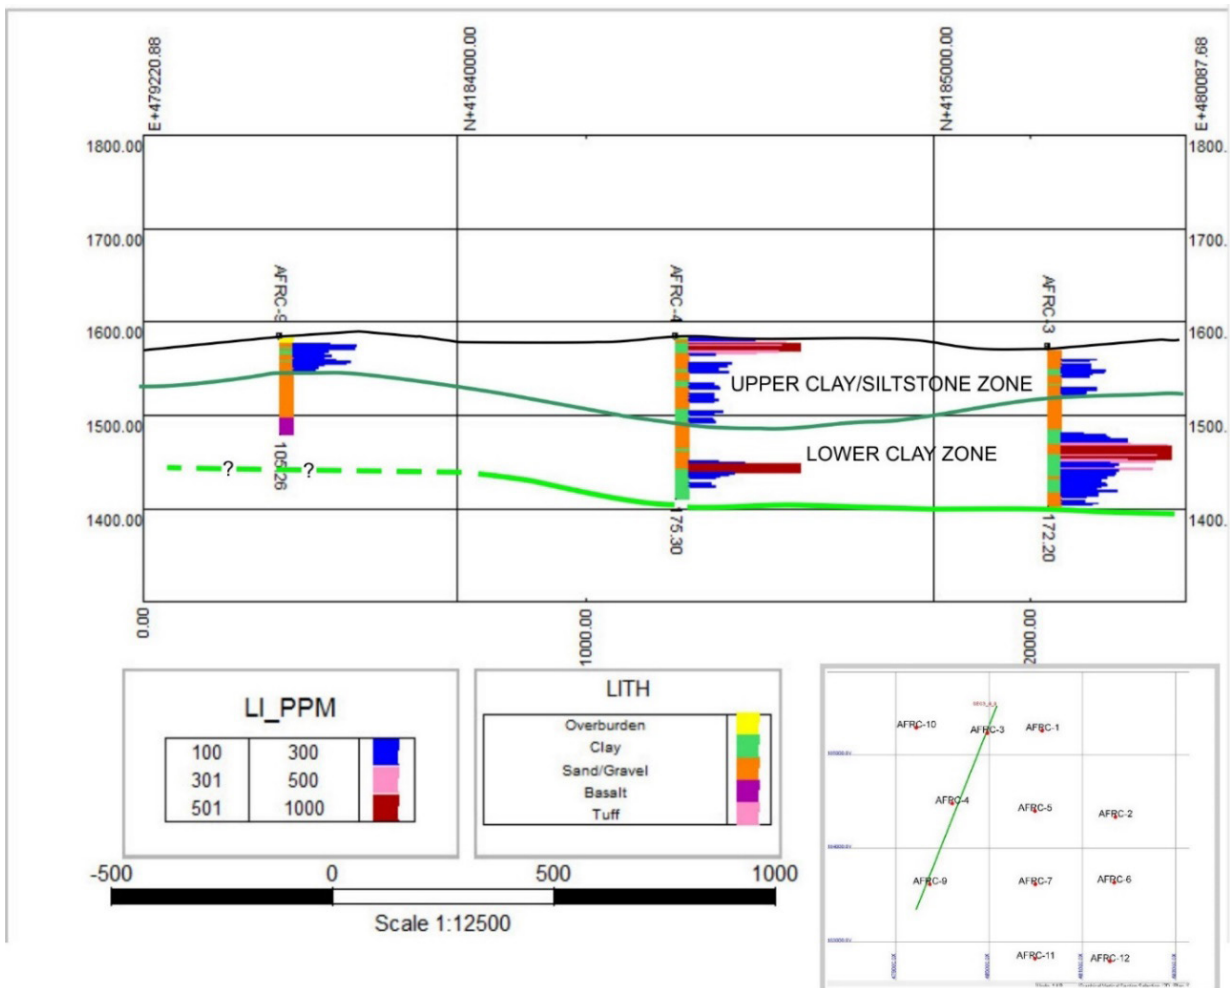 E+479220.88
N+4184000.00
N+4185000.00
E+480087.68
1800.00
1800.
1700.00
1700.
AFRC-9
AFRC-4
AFRC-3
1600.00
1600.
UPPER CLAY/SILTSTONE ZONE
1500.00
1500.
LOWER CLAY ZONE
? ?
105.26
1400.00
1400.
175.30
172.20
0.00
1000.00
2000.00
LI_PPM
100 300
301 500
501 1000
LITH
Overburden
Clay
Sand/Gravel
Basalt
Tuff
-500 0 500 1000
Scale 1:12500
AFRC-10
AFRC-3
AFRC-1
AFRC-4
AFRC-5
AFRC-2
AFRC-9
AFRC-7
AFRC-6
AFRC-11
AFRC-12